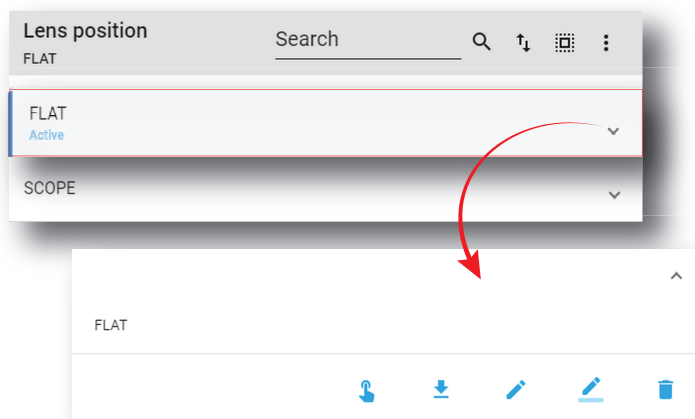 Lens position
FLAT
Search
FLAT
Active
SCOPE
FLAT